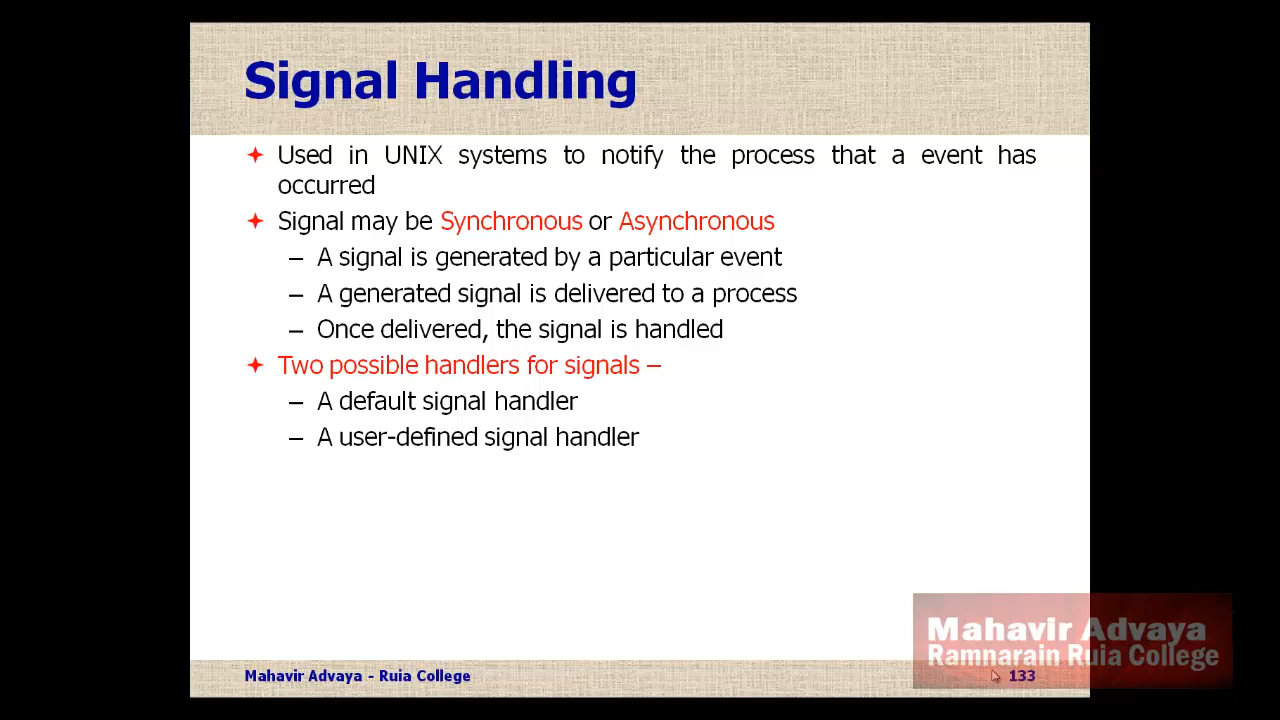 Signal Handling
Used in UNIX systems to notify the process that a event has
occurred
Signal may be Synchronous or Asynchronous
– A signal is generated by a particular event
– A generated signal is delivered to a process
– Once delivered, the signal is handled
Two possible handlers for signals –
– A default signal handler
– A user-defined signal handler
Mahavir Advaya
Ramnarain Ruia College
Mahavir Advaya - Ruia College
133